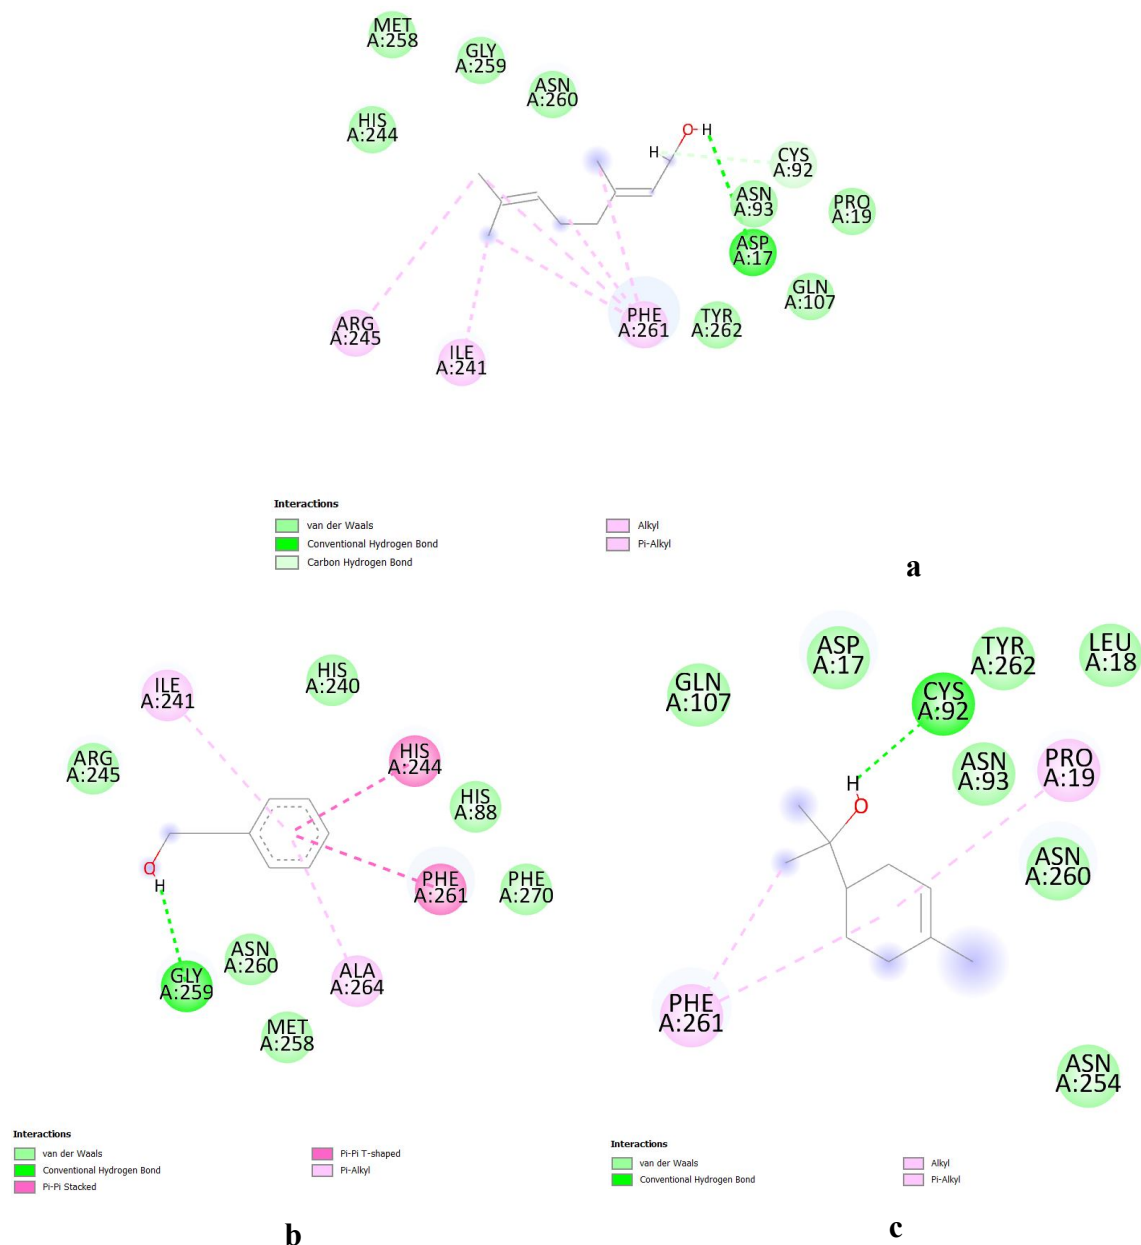 MET
A:258
GLY
A:259
ASN
A:260
HIS
A:244
O
H
H
CYS
A:92
ASN
A:93
PRO
A:19
ASP
A:17
GLN
A:107
ARG
A:245
ILE
A:241
PHE
A:261
TYR
A:262
Interactions
van der Waals
Conventional Hydrogen Bond
Carbon Hydrogen Bond
Alkyl
Pi-Alkyl
a
ILE
A:241
HIS
A:240
ARG
A:245
HIS
A:244
HIS
A:88
PHE
A:261
PHE
A:270
O
H
GLY
A:259
ASN
A:260
ALA
A:264
MET
A:258
Interactions
van der Waals
Conventional Hydrogen Bond
Pi-Pi Stacked
Pi-Pi T-shaped
Pi-Alkyl
b
GLN
A:107
ASP
A:17
CYS
A:92
TYR
A:262
LEU
A:18
ASN
A:93
PRO
A:19
H
O
ASN
A:260
PHE
A:261
ASN
A:254
Interactions
van der Waals
Conventional Hydrogen Bond
Alkyl
Pi-Alkyl
c